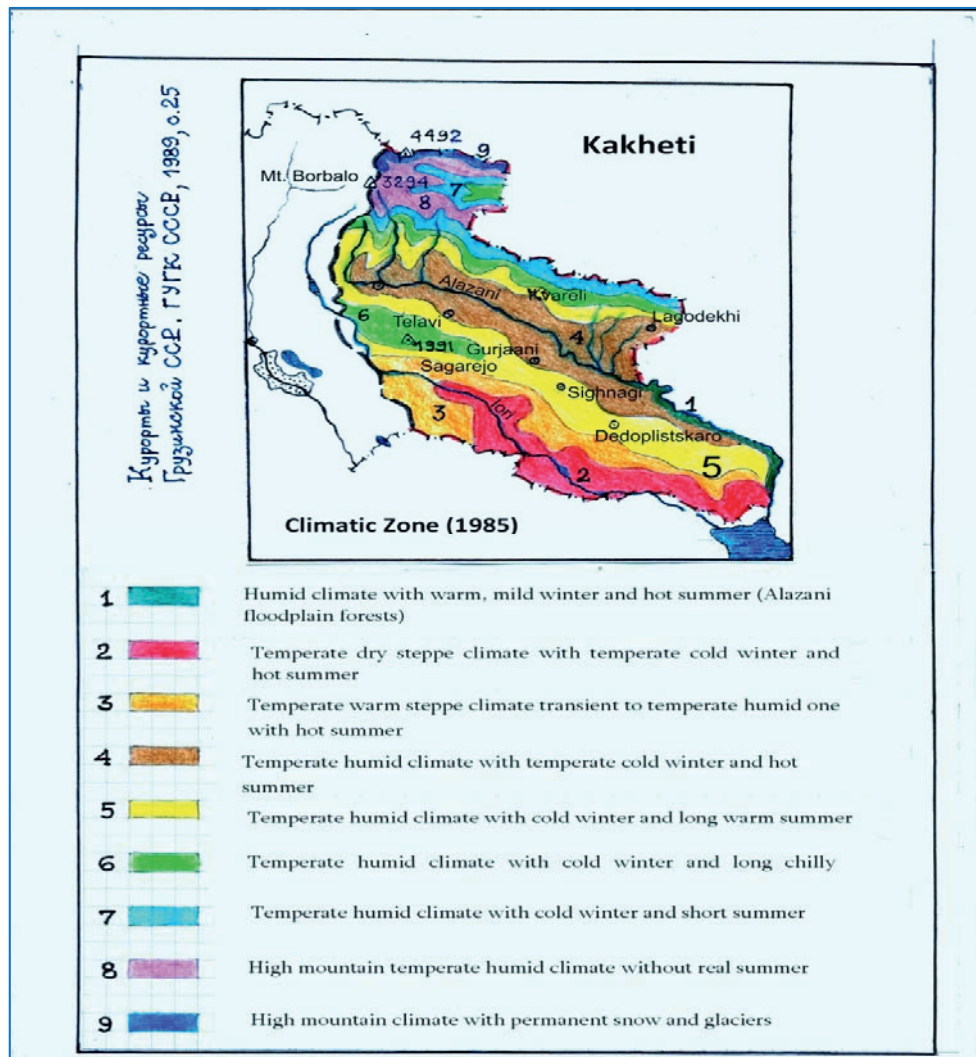 Курорты и курортные ресурсы
Грузинской ССР. ГУГК СССР, 1989, с.25
Kakheti
4492
9
Mt. Borbalo
3294
7
8
Alazani
Kvareli
Lagodekhi
6
Telavi
4
1991
Gurjaani
Sagarejo
Sighnagi
1
3
Iori
Dedoplistskaro
5
2
Climatic Zone (1985)
1 Humid climate with warm, mild winter and hot summer (Alazani
floodplain forests)
2 Temperate dry steppe climate with temperate cold winter and
hot summer
3 Temperate warm steppe climate transient to temperate humid one
with hot summer
4 Temperate humid climate with temperate cold winter and hot
summer
5 Temperate humid climate with cold winter and long warm summer
6 Temperate humid climate with cold winter and long chilly
7 Temperate humid climate with cold winter and short summer
8 High mountain temperate humid climate without real summer
9 High mountain climate with permanent snow and glaciers